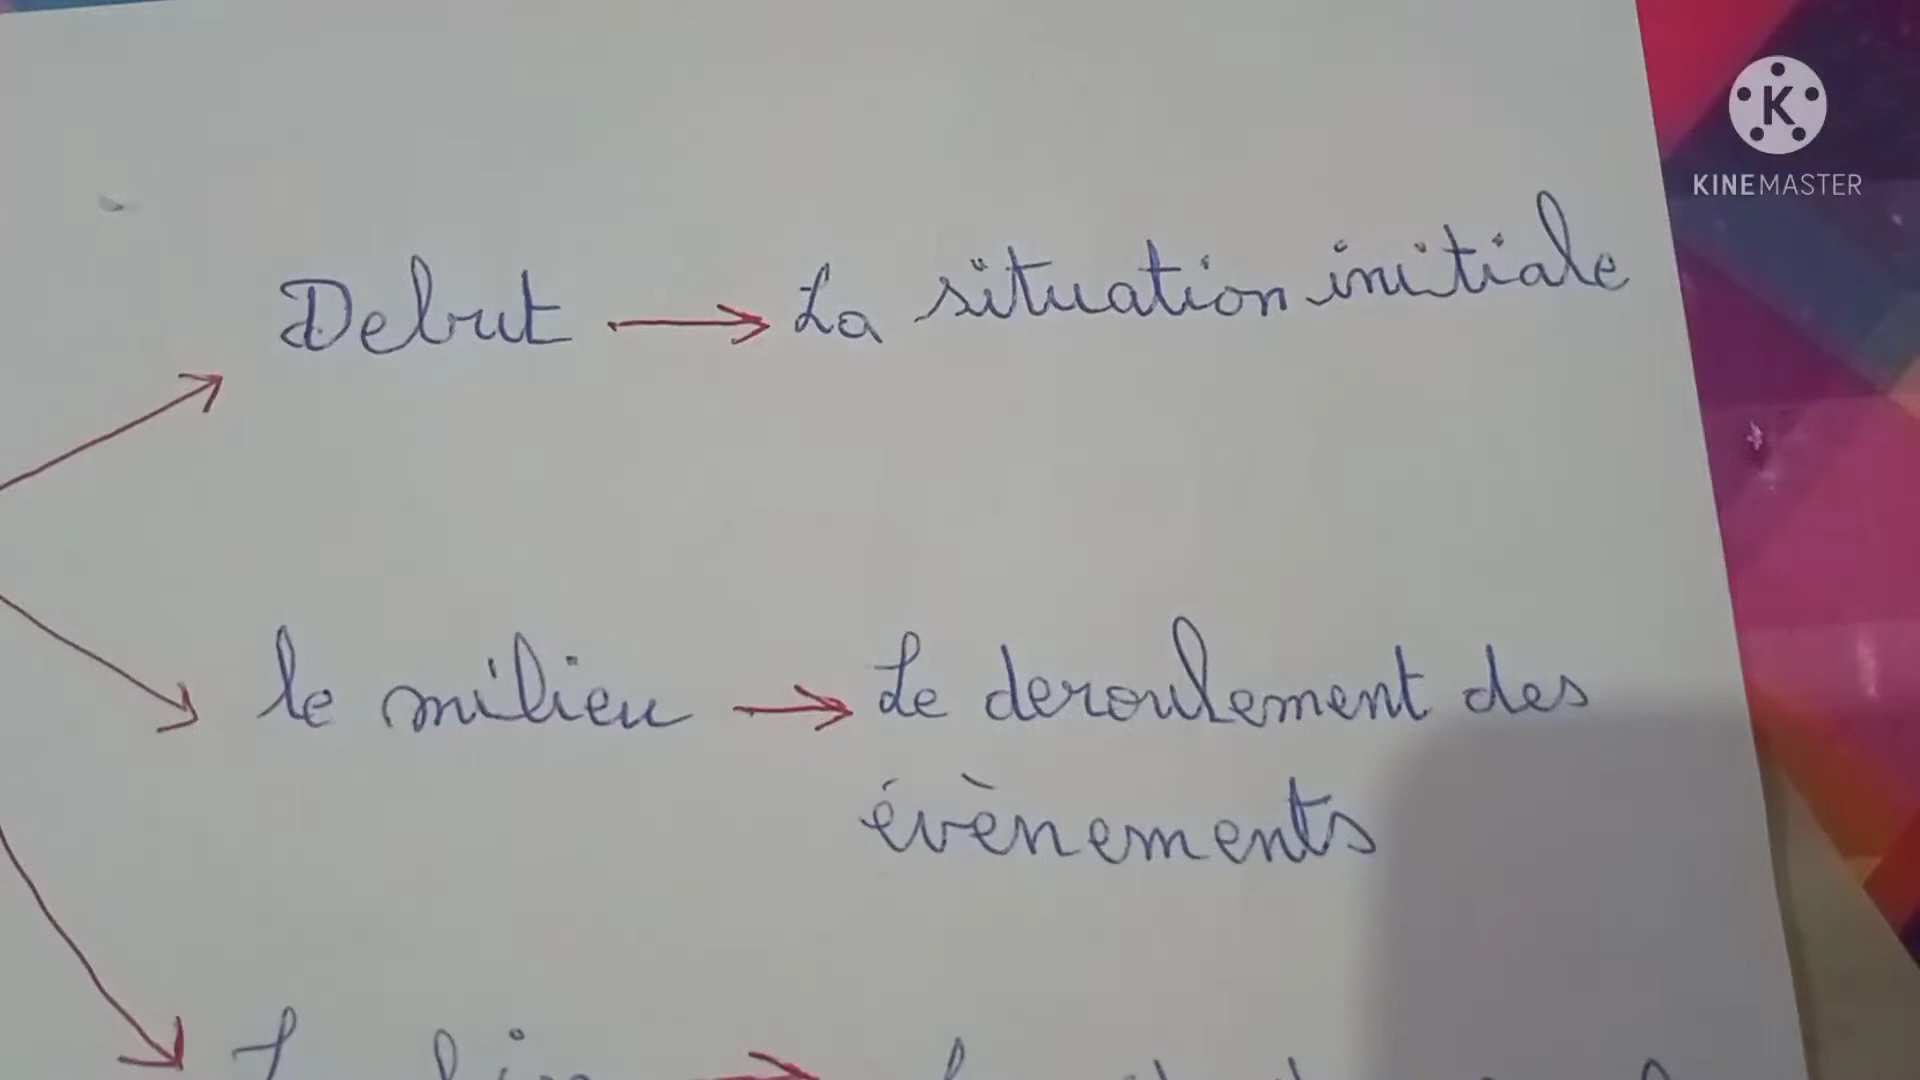 KINEMASTER
Debut → La situation initiale
le milieu → Le deroulement des
évènements